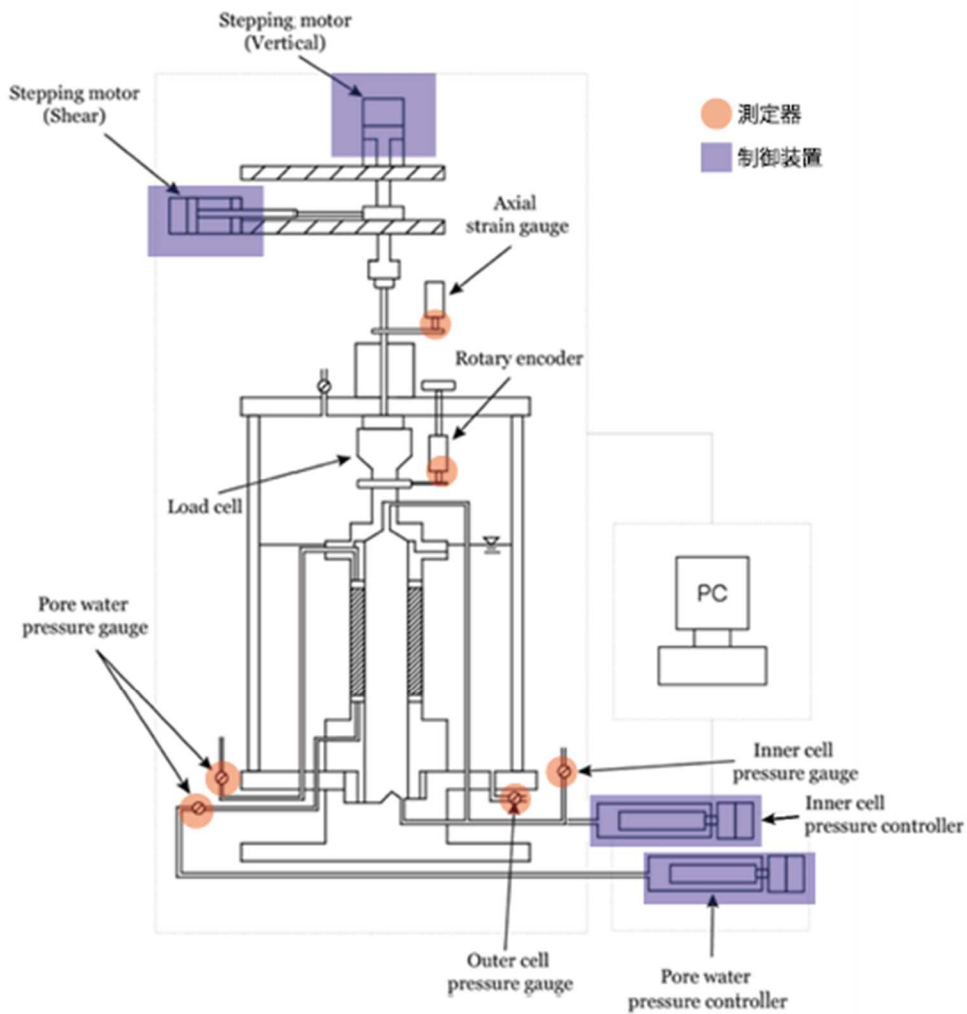 Stepping motor
(Vertical)
Stepping motor
(Shear)
測定器
制御装置
Axial
strain gauge
Rotary encoder
Load cell
PC
Pore water
pressure gauge
Inner cell
pressure gauge
Inner cell
pressure controller
Outer cell
pressure gauge
Pore water
pressure controller